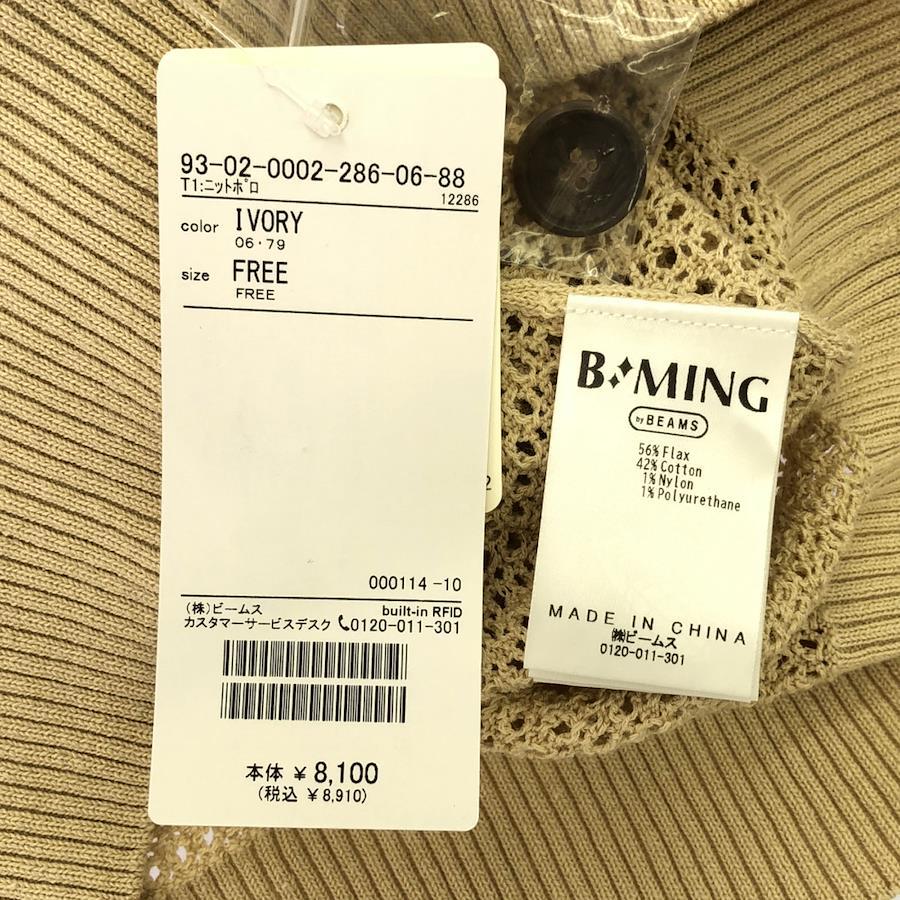 93-02-0002-286-06-88
T1:ニットポロ
12286
color IVORY
06・79
size FREE
FREE
2
000114 -10
(株)ビームス built-in RFID
カスタマーサービスデスク 0120-011-301
本体 ¥ 8,100
(税込 ¥8,910)
B MING
by BEAMS
56% Flax
42% Cotton
1% Nylon
1% Polyurethane
MADE IN CHINA
㈱ビームス
0120-011-301